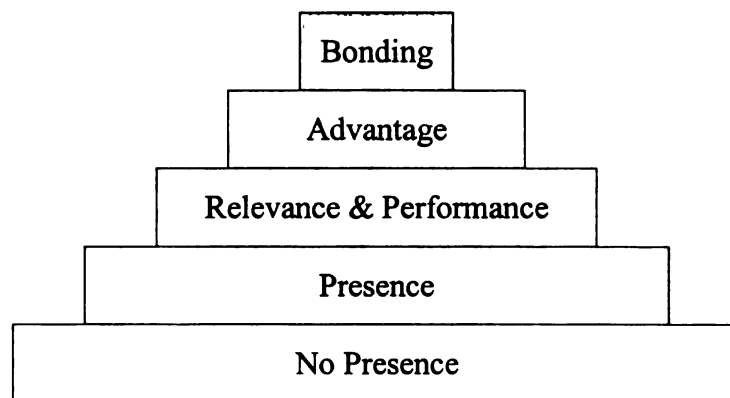 Bonding
Advantage
Relevance & Performance
Presence
No Presence